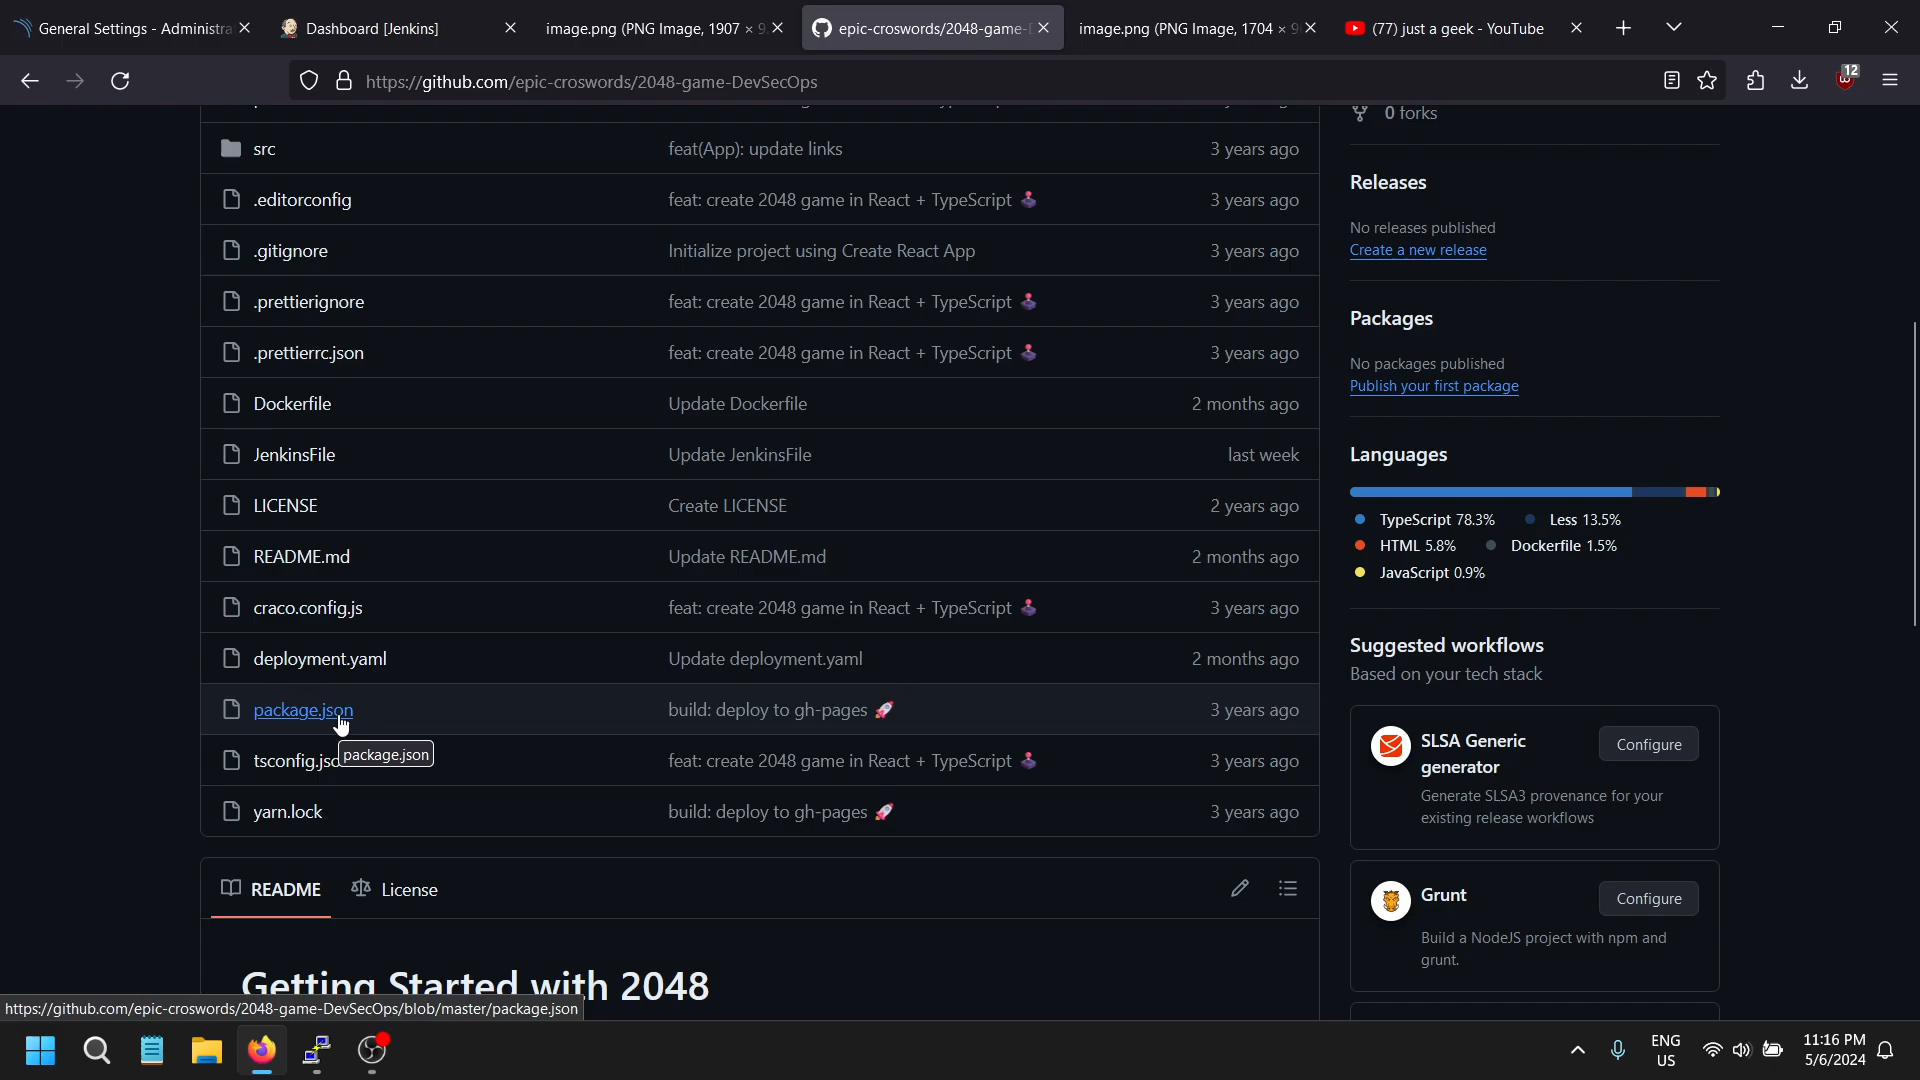 General Settings - Administra
Dashboard [Jenkins]
image.png (PNG Image, 1907 × 9
epic-croswords/2048-game-D
image.png (PNG Image, 1704 × 9
(77) just a geek - YouTube
https://github.com/epic-croswords/2048-game-DevSecOps
12
0 forks
src feat(App): update links 3 years ago
.editorconfig feat: create 2048 game in React + TypeScript 🕹️ 3 years ago
.gitignore Initialize project using Create React App 3 years ago
.prettierignore feat: create 2048 game in React + TypeScript 🕹️ 3 years ago
.prettierrc.json feat: create 2048 game in React + TypeScript 🕹️ 3 years ago
Dockerfile Update Dockerfile 2 months ago
JenkinsFile Update JenkinsFile last week
LICENSE Create LICENSE 2 years ago
README.md Update README.md 2 months ago
craco.config.js feat: create 2048 game in React + TypeScript 🕹️ 3 years ago
deployment.yaml Update deployment.yaml 2 months ago
package.json build: deploy to gh-pages 🚀 3 years ago
package.json
tsconfig.jso feat: create 2048 game in React + TypeScript 🕹️ 3 years ago
yarn.lock build: deploy to gh-pages 🚀 3 years ago
README License
Getting Started with 2048
Releases
No releases published
Create a new release
Packages
No packages published
Publish your first package
Languages
TypeScript 78.3% Less 13.5%
HTML 5.8% Dockerfile 1.5%
JavaScript 0.9%
Suggested workflows
Based on your tech stack
SLSA Generic
generator
Configure
Generate SLSA3 provenance for your
existing release workflows
Grunt
Configure
Build a NodeJS project with npm and
grunt.
https://github.com/epic-croswords/2048-game-DevSecOps/blob/master/package.json
ENG
US
11:16 PM
5/6/2024